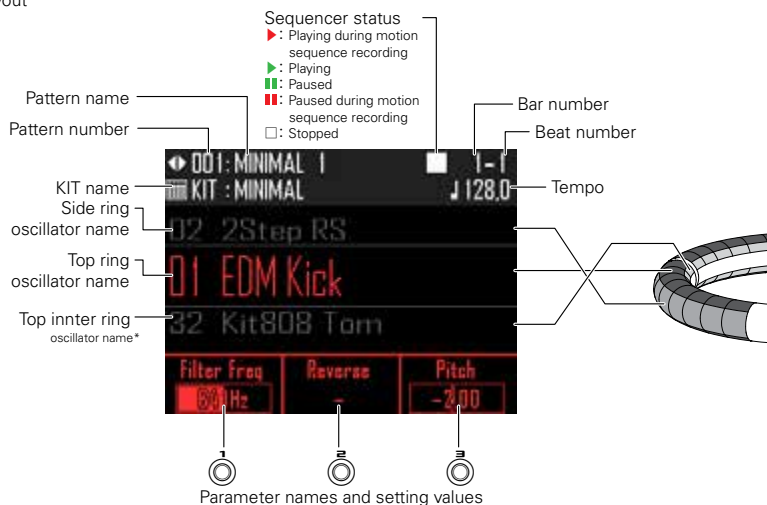 out
Sequencer status
▶: Playing during motion
sequence recording
▶: Playing
▮▮: Paused
▮▮: Paused during motion
sequence recording
□: Stopped
Pattern name
Bar number
Pattern number
Beat number
001:MINIMAL 1
1-1
KIT name
KIT :MINIMAL
♩128.0
Tempo
Side ring
oscillator name
02 2Step RS
Top ring
oscillator name
01 EDM Kick
Top innter ring
oscillator name*
32 Kit808 Tom
Filter Freq Reverse Pitch
Hz - -2.00
1 2 3
Parameter names and setting values